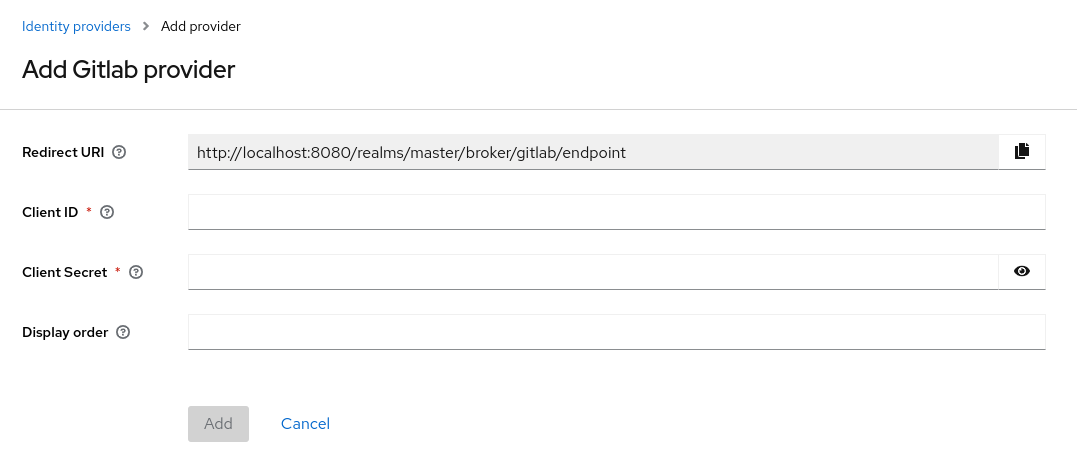 Identity providers > Add provider
Add Gitlab provider
Redirect URI
http://localhost:8080/realms/master/broker/gitlab/endpoint
Client ID *
Client Secret *
Display order
Add Cancel